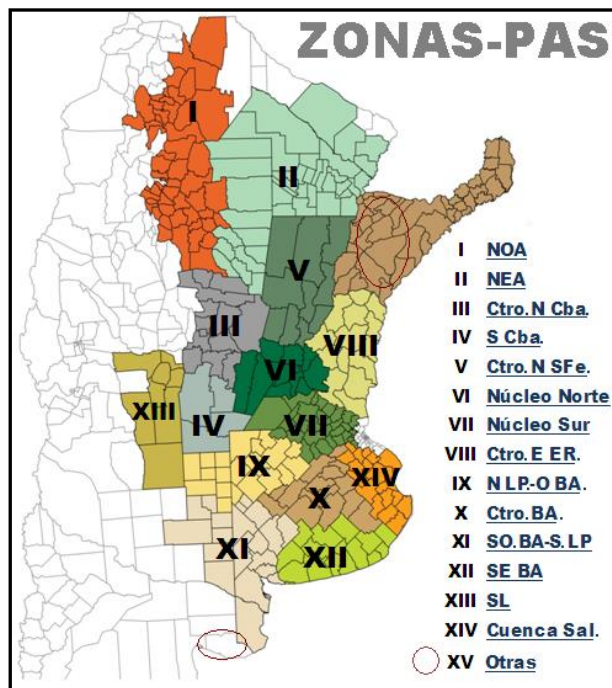 ZONAS-PAS
I
II
V
III
VIII
VI
XIII
IV
VII
IX
XIV
X
XI
XII
I NOA
II NEA
III Ctro.N Cba.
IV S Cba.
V Ctro.N SFe.
VI Núcleo Norte
VII Núcleo Sur
VIII Ctro.E ER.
IX N LP.-O BA.
X Ctro.BA.
XI SO.BA-S.LP
XII SE BA
XIII SL
XIV Cuenca Sal.
XV Otras